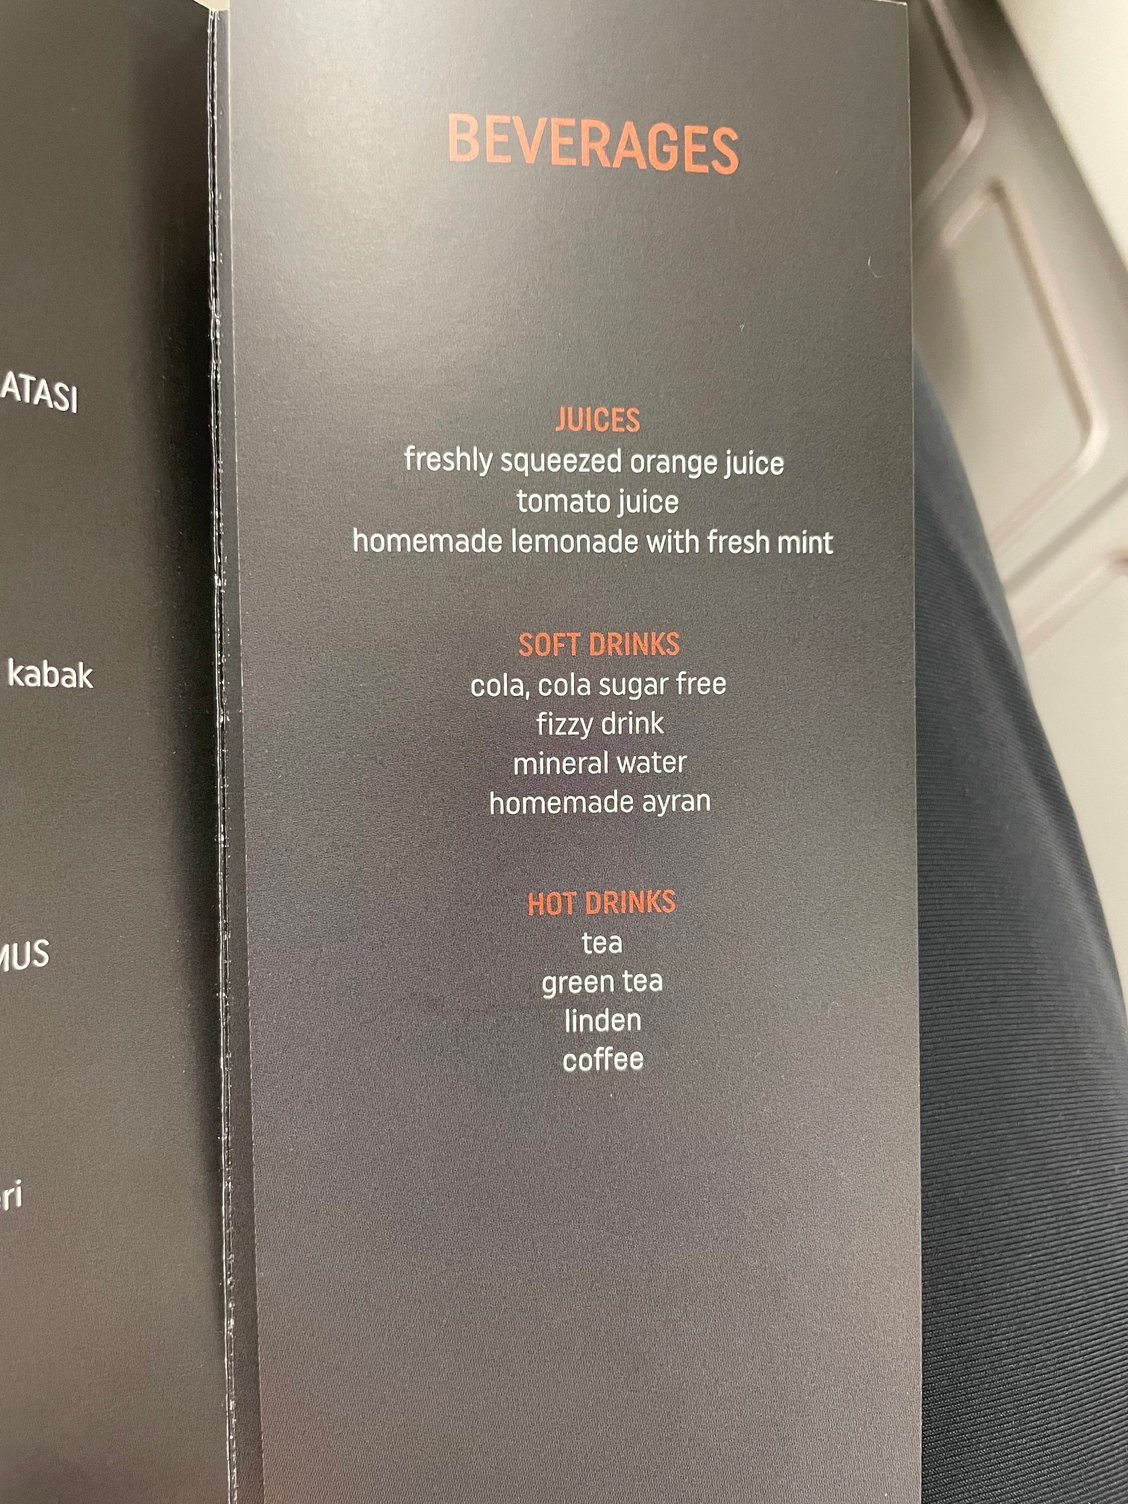 ATASI
kabak
MUS
eri
BEVERAGES
JUICES
freshly squeezed orange juice
tomato juice
homemade lemonade with fresh mint
SOFT DRINKS
cola, cola sugar free
fizzy drink
mineral water
homemade ayran
HOT DRINKS
tea
green tea
linden
coffee